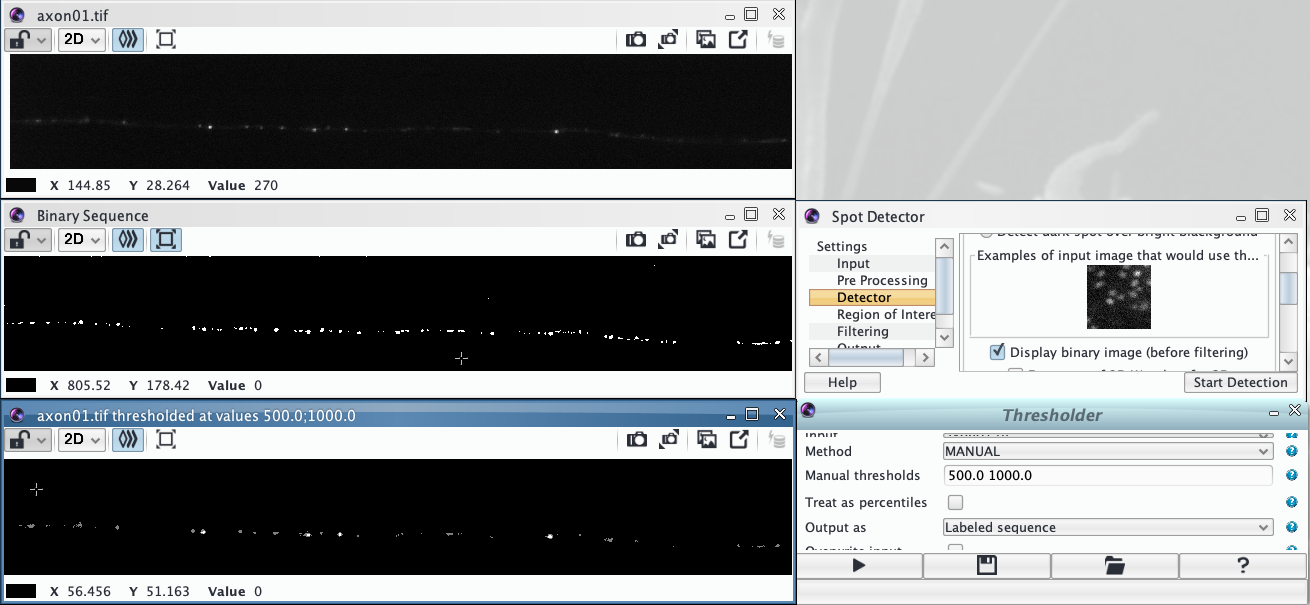 axon01.tif
2D
X 144.85 Y 28.264 Value 270
Binary Sequence
2D
X 805.52 Y 178.42 Value 0
axon01.tif thresholded at values 500.0;1000.0
2D
X 56.456 Y 51.163 Value 0
Spot Detector
Settings
Input
Pre Processing
Detector
Region of Intere
Filtering
Output
Detect dark spot over bright background
Examples of input image that would use th...
Display binary image (before filtering)
Help
Start Detection
Thresholder
Input
Method MANUAL
Manual thresholds 500.0 1000.0
Treat as percentiles
Output as Labeled sequence
Overwrite input
?